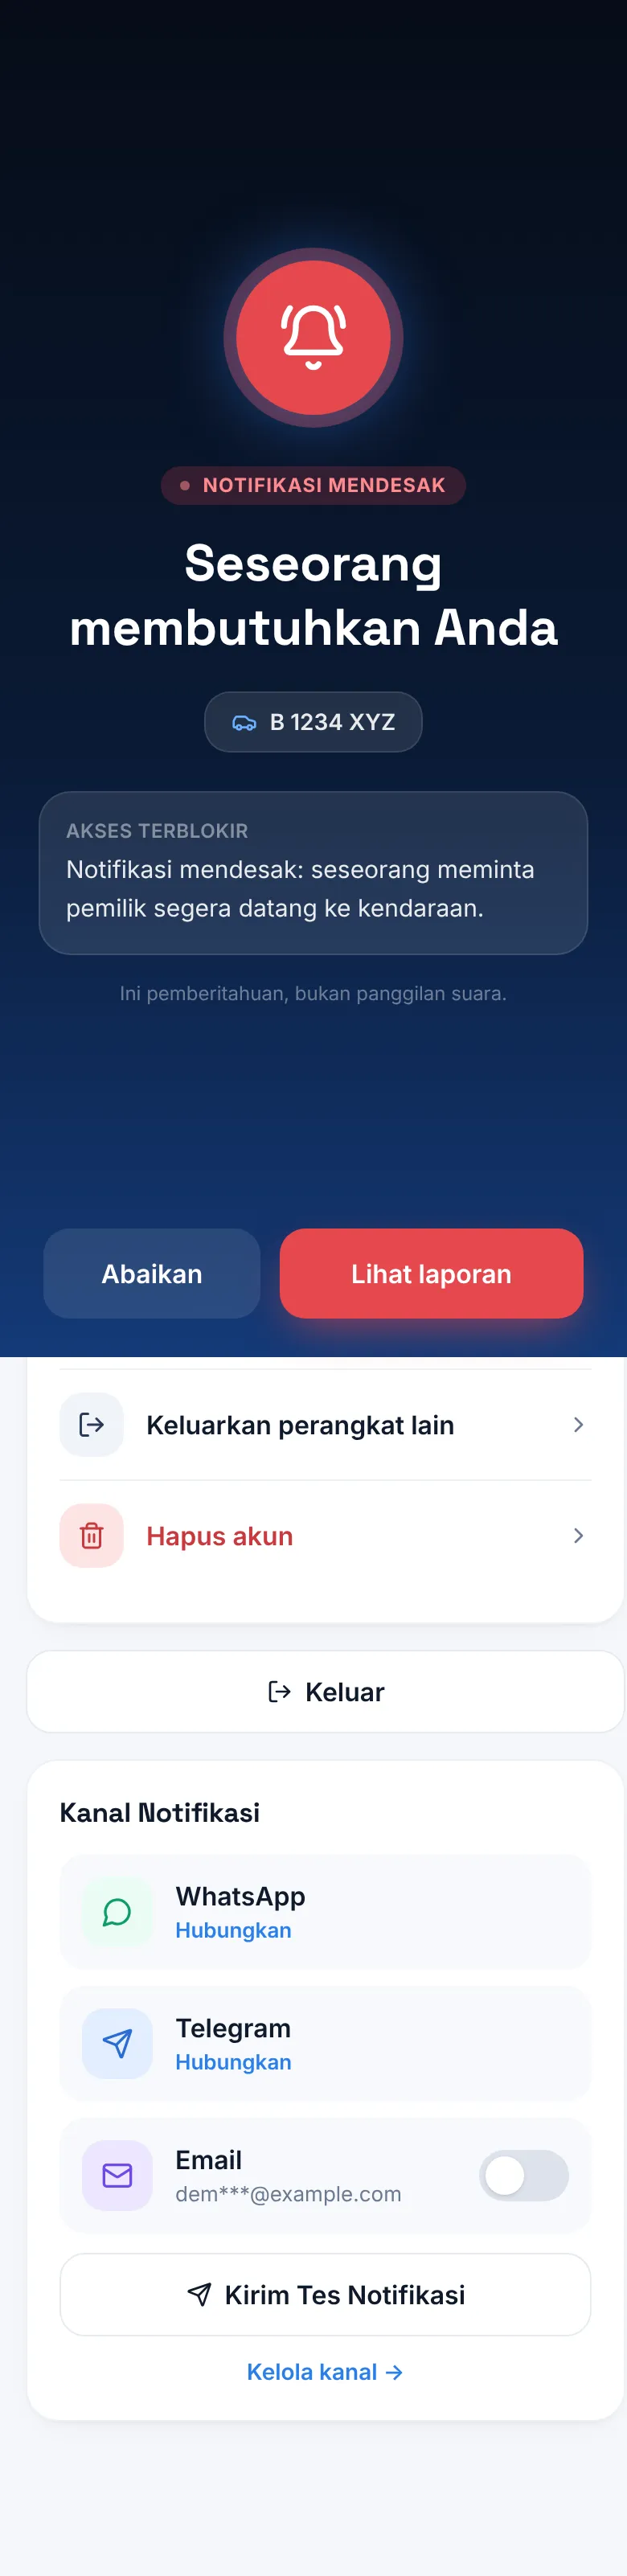 NOTIFIKASI MENDESAK
Seseorang
membutuhkan Anda
B 1234 XYZ
AKSES TERBLOKIR
Notifikasi mendesak: seseorang meminta
pemilik segera datang ke kendaraan.
Ini pemberitahuan, bukan panggilan suara.
Abaikan
Lihat laporan
Keluarkan perangkat lain
Hapus akun
Keluar
Kanal Notifikasi
WhatsApp
Hubungkan
Telegram
Hubungkan
Email
dem***@example.com
Kirim Tes Notifikasi
Kelola kanal →